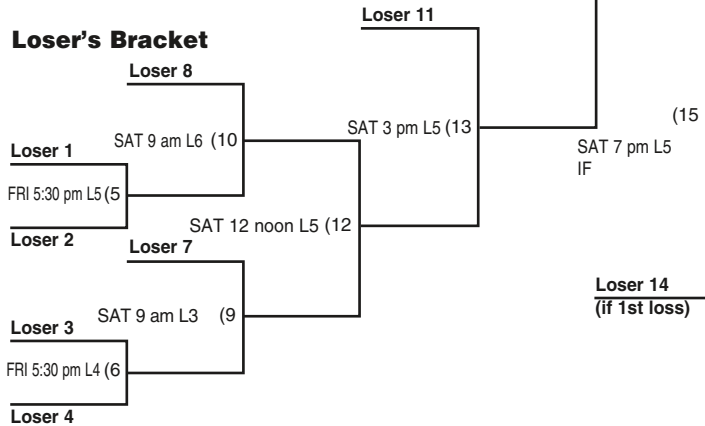 Loser 11
Loser's Bracket
Loser 8
SAT 3 pm L5 (13
(15
SAT 9 am L6 (10
SAT 7 pm L5
IF
Loser 1
FRI 5:30 pm L5 (5
SAT 12 noon L5 (12
Loser 2
Loser 7
Loser 14
(if 1st loss)
SAT 9 am L3 (9
Loser 3
FRI 5:30 pm L4 (6
Loser 4